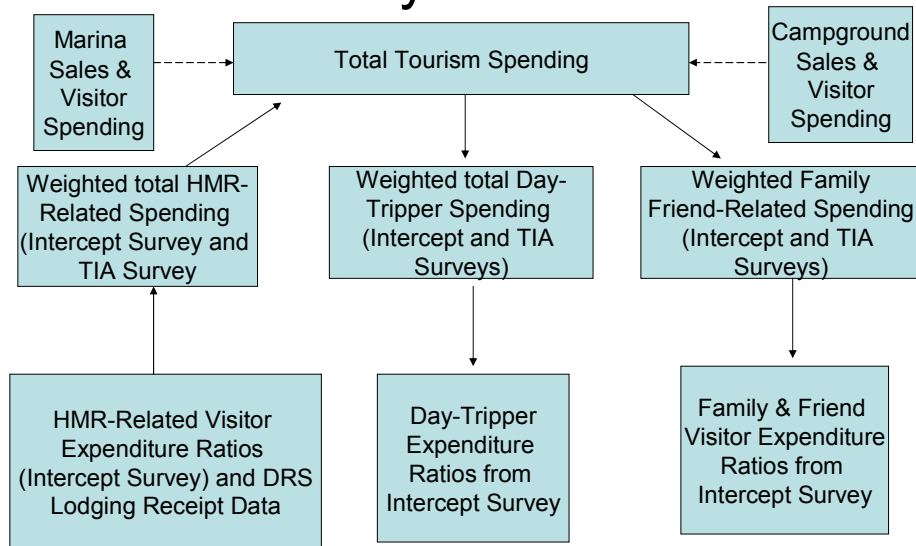 Marina
Sales &
Visitor
Spending
Total Tourism Spending
Campground
Sales &
Visitor
Spending
Weighted total HMR-
Related Spending
(Intercept Survey and
TIA Survey
Weighted total Day-
Tripper Spending
(Intercept and TIA
Surveys)
Weighted Family
Friend-Related Spending
(Intercept and TIA
Surveys)
HMR-Related Visitor
Expenditure Ratios
(Intercept Survey) and DRS
Lodging Receipt Data
Day-Tripper
Expenditure
Ratios from
Intercept Survey
Family & Friend
Visitor Expenditure
Ratios from
Intercept Survey